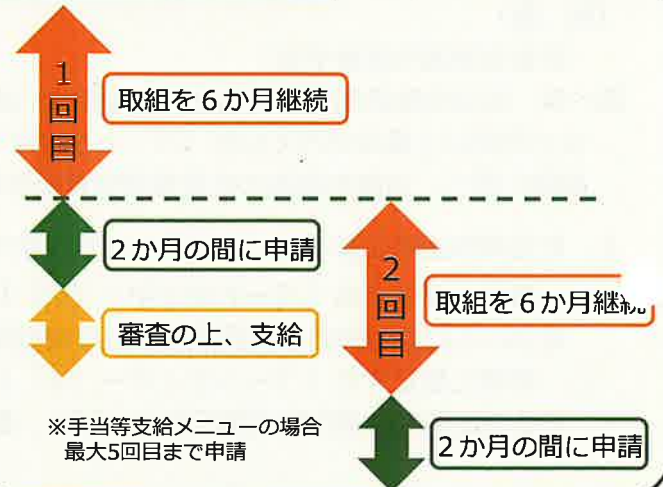 1回目
取組を６か月継続
２か月の間に申請
審査の上、支給
※手当等支給メニューの場合
最大5回目まで申請
2回目
取組を６か月継
２か月の間に申請